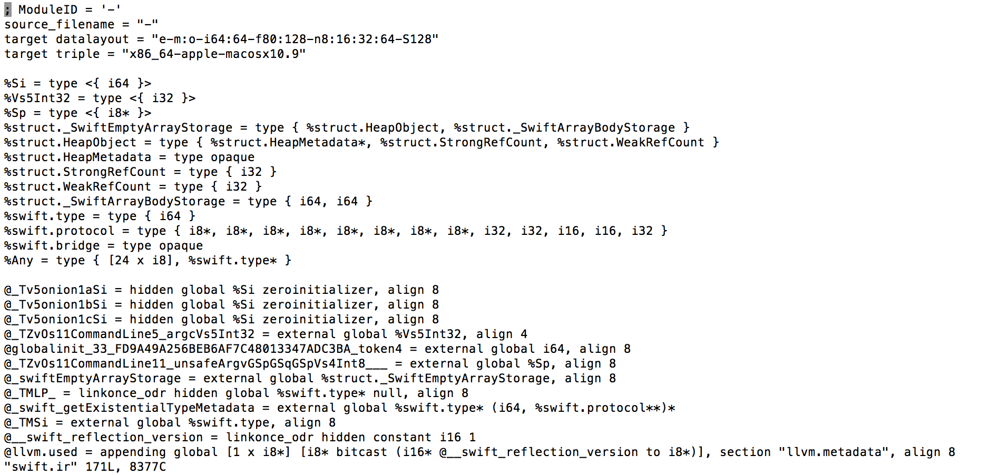 ; ModuleID = '-'
source_filename = "-"
target datalayout = "e-m:o-i64:64-f80:128-n8:16:32:64-S128"
target triple = "x86_64-apple-macosx10.9"
%Si = type <{ i64 }>
%Vs5Int32 = type <{ i32 }>
%Sp = type <{ i8* }>
%struct._SwiftEmptyArrayStorage = type { %struct.HeapObject, %struct._SwiftArrayBodyStorage }
%struct.HeapObject = type { %struct.HeapMetadata*, %struct.StrongRefCount, %struct.WeakRefCount }
%struct.HeapMetadata = type opaque
%struct.StrongRefCount = type { i32 }
%struct.WeakRefCount = type { i32 }
%struct._SwiftArrayBodyStorage = type { i64, i64 }
%swift.type = type { i64 }
%swift.protocol = type { i8*, i8*, i8*, i8*, i8*, i8*, i8*, i8*, i32, i32, i16, i16, i32 }
%swift.bridge = type opaque
%Any = type { [24 x i8], %swift.type* }
@_Tv5onion1aSi = hidden global %Si zeroinitializer, align 8
@_Tv5onion1bSi = hidden global %Si zeroinitializer, align 8
@_Tv5onion1cSi = hidden global %Si zeroinitializer, align 8
@_TZvOs11CommandLine5_argcVs5Int32 = external global %Vs5Int32, align 4
@globalinit_33_FD9A49A256BEB6AF7C48013347ADC3BA_token4 = external global i64, align 8
@_TZvOs11CommandLine11_unsafeArgvGSpGSqGSpVs4Int8___ = external global %Sp, align 8
@_swiftEmptyArrayStorage = external global %struct._SwiftEmptyArrayStorage, align 8
@_TMLP_ = linkonce_odr hidden global %swift.type* null, align 8
@_swift_getExistentialTypeMetadata = external global %swift.type* (i64, %swift.protocol**)*
@_TMSi = external global %swift.type, align 8
@__swift_reflection_version = linkonce_odr hidden constant i16 1
@llvm.used = appending global [1 x i8*] [i8* bitcast (i16* @__swift_reflection_version to i8*)], section "llvm.metadata", align 8
"swift.ir" 171L, 8377C